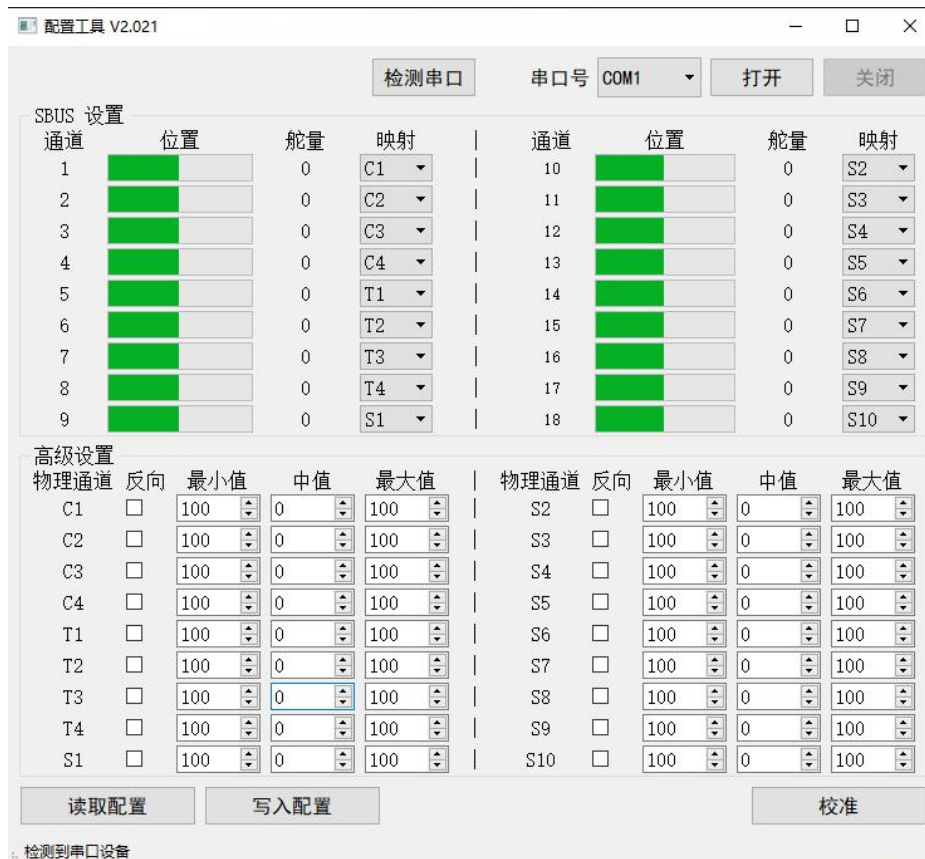 配置工具 V2.021
检测串口 串口号 COM1 打开 关闭
SBUS 设置
通道 位置 舵量 映射 | 通道 位置 舵量 映射
1 0 C1 | 10 0 S2
2 0 C2 | 11 0 S3
3 0 C3 | 12 0 S4
4 0 C4 | 13 0 S5
5 0 T1 | 14 0 S6
6 0 T2 | 15 0 S7
7 0 T3 | 16 0 S8
8 0 T4 | 17 0 S9
9 0 S1 | 18 0 S10
高级设置
物理通道 反向 最小值 中值 最大值 | 物理通道 反向 最小值 中值 最大值
C1 100 0 100 | S2 100 0 100
C2 100 0 100 | S3 100 0 100
C3 100 0 100 | S4 100 0 100
C4 100 0 100 | S5 100 0 100
T1 100 0 100 | S6 100 0 100
T2 100 0 100 | S7 100 0 100
T3 100 0 100 | S8 100 0 100
T4 100 0 100 | S9 100 0 100
S1 100 0 100 | S10 100 0 100
读取配置 写入配置 校准
检测到串口设备